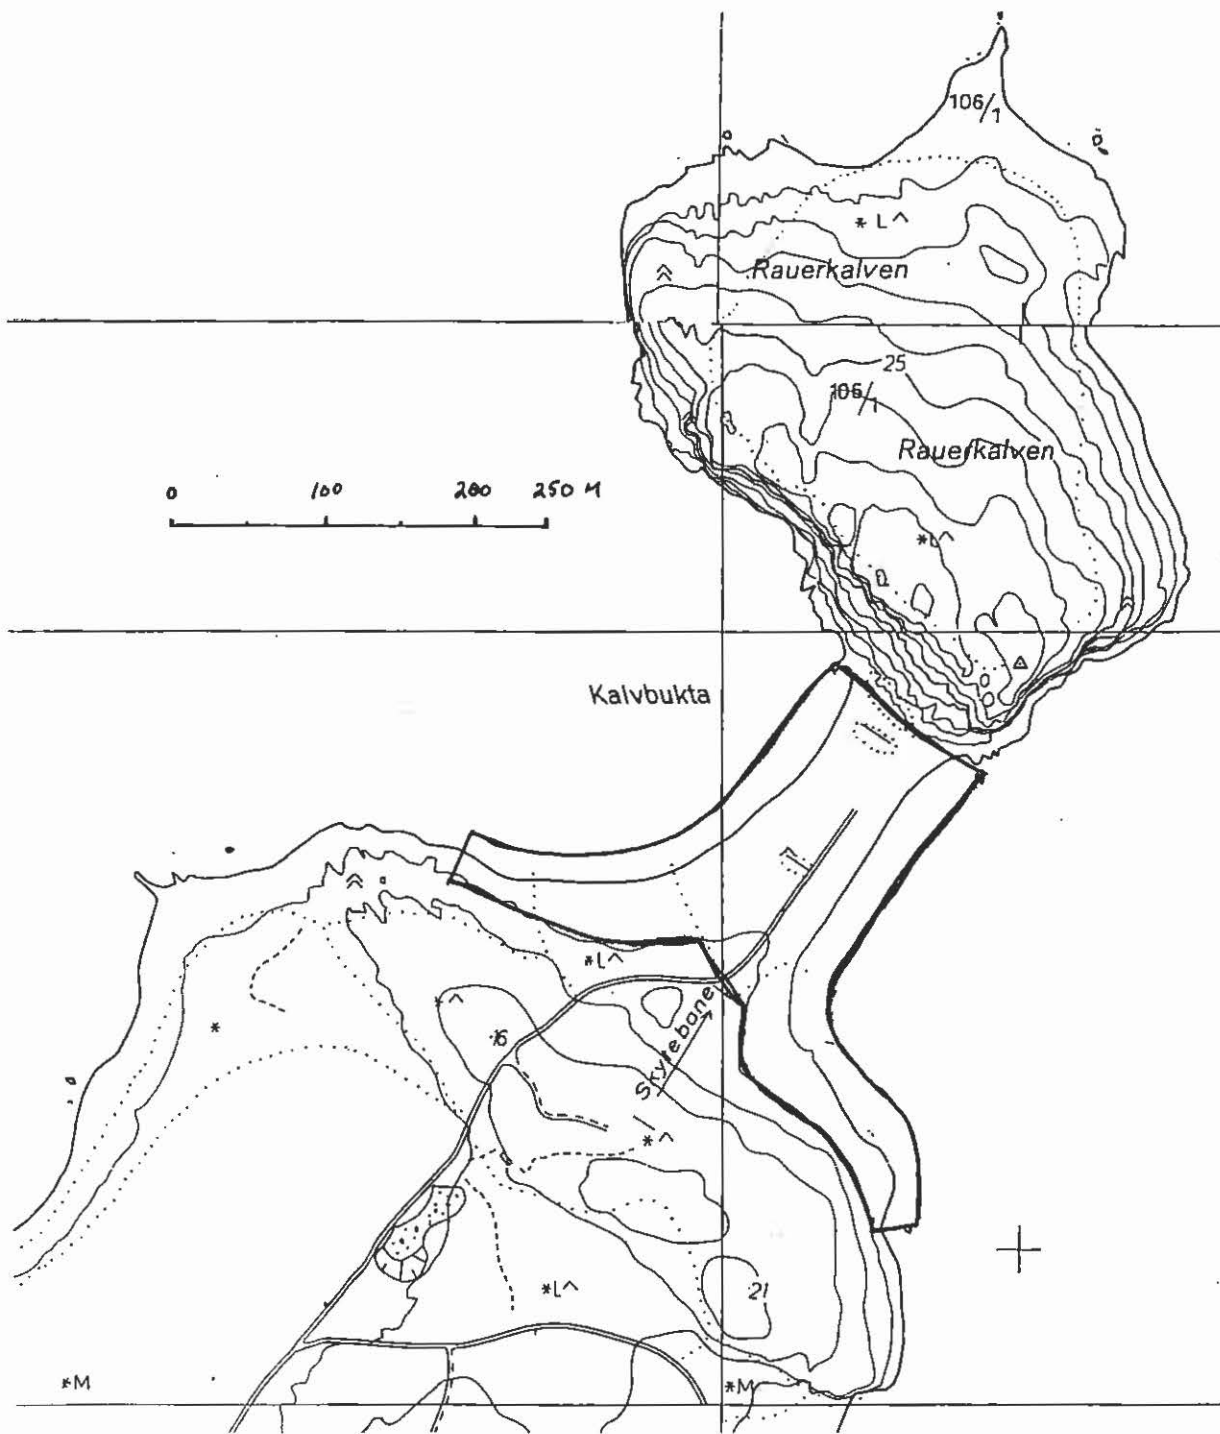 106/1
* L ^
Rauerkalven
25
106/1
Rauerkalven
0 100 200 250 M
*L^
Kalvbukta
*L^
*^
16
Skytebane
*^
*L^
21
*M
*M